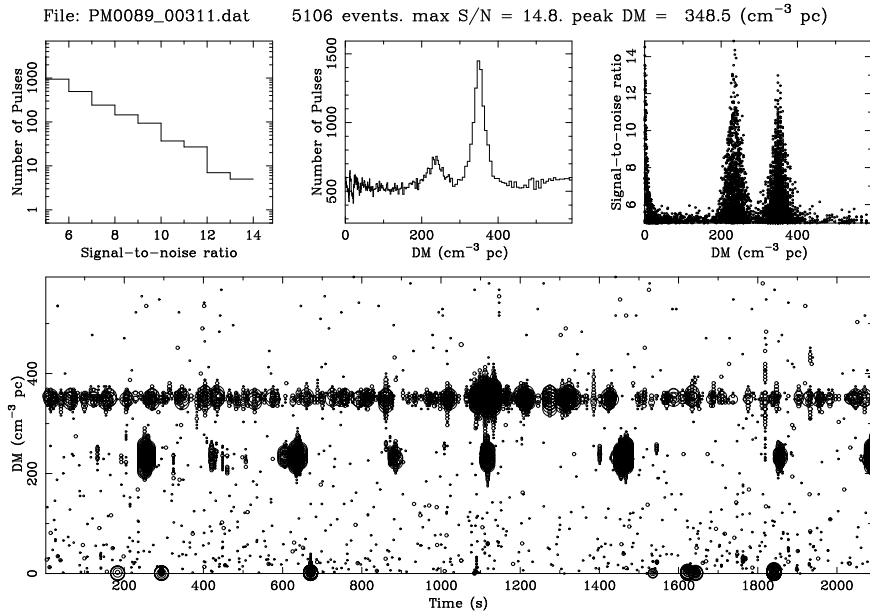 File: PM0089_00311.dat 5106 events. max S/N = 14.8. peak DM = 348.5 (cm⁻³ pc)
Number of Pulses
1 10 100 1000
6 8 10 12 14
Signal-to-noise ratio
Number of Pulses
500 1000 1500
0 200 400
DM (cm⁻³ pc)
Signal-to-noise ratio
6 8 10 12 14
0 200 400
DM (cm⁻³ pc)
DM (cm⁻³ pc)
0 200 400
200 400 600 800 1000 1200 1400 1600 1800 2000
Time (s)